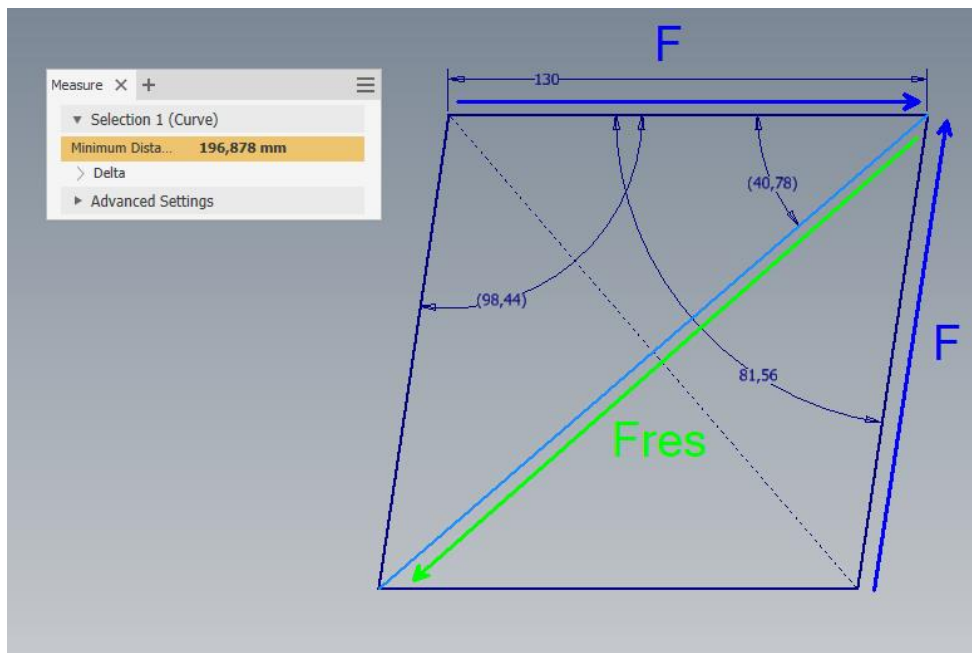 Measure × +
Selection 1 (Curve)
Minimum Dista... 196,878 mm
Delta
Advanced Settings
F
130
(40,78)
(98,44)
F
81,56
Fres